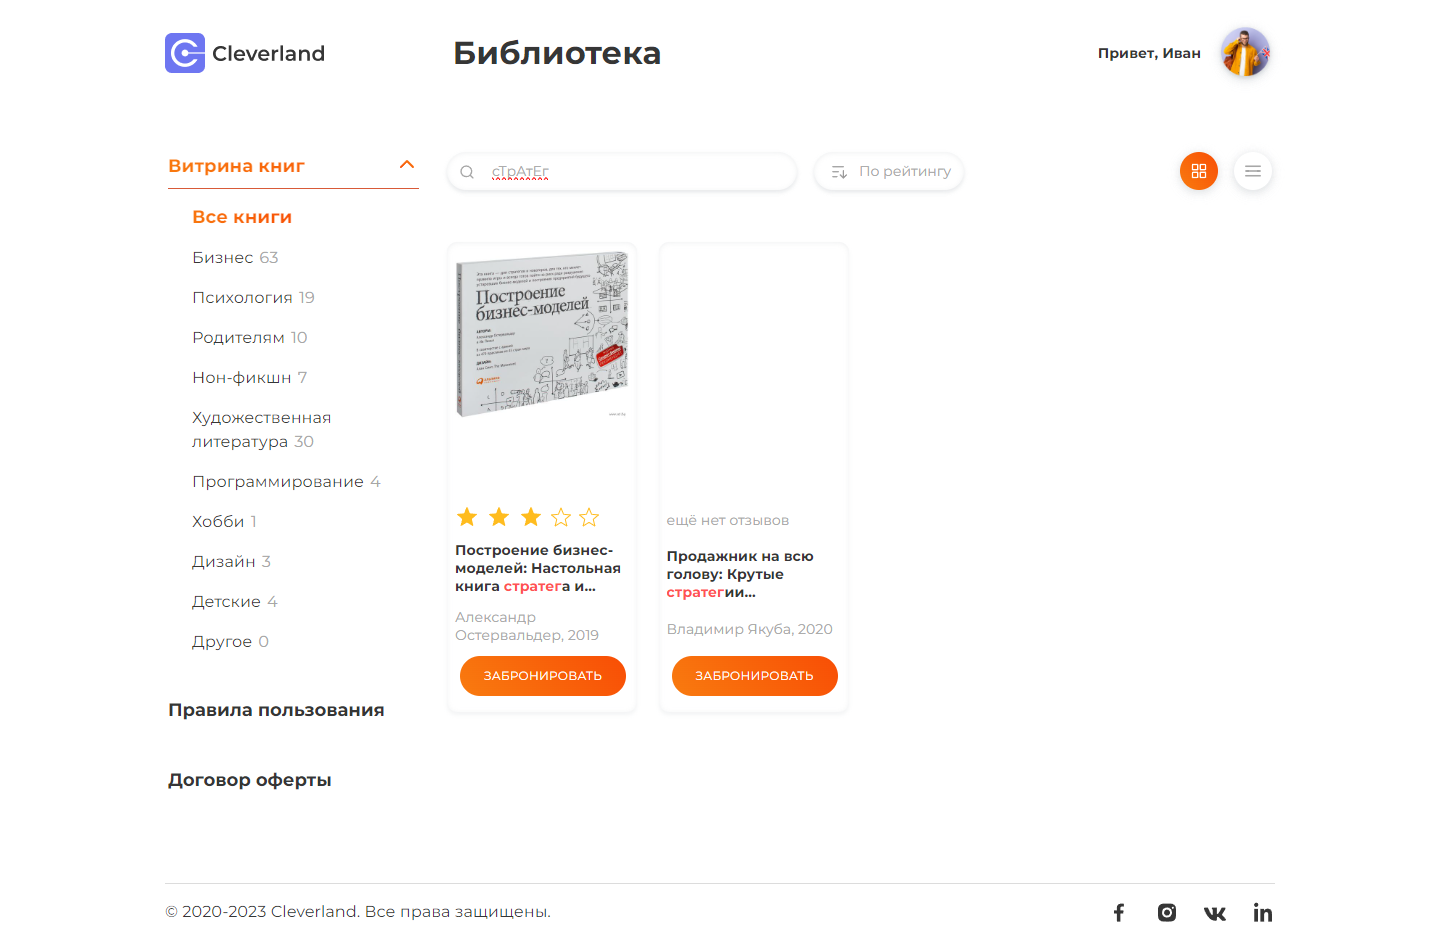 Cleverland
Библиотека
Привет, Иван
Витрина книг
сТрАтЕг
По рейтингу
Все книги
Бизнес 63
Психология 19
Родителям 10
Нон-фикшн 7
Художественная
литература 30
Программирование 4
Хобби 1
Дизайн 3
Детские 4
Другое 0
Правила пользования
Договор оферты
Построение
бизнес-моделей
Построение бизнес-
моделей: Настольная
книга стратега и...
Александр
Остервальдер, 2019
ЗАБРОНИРОВАТЬ
ещё нет отзывов
Продажник на всю
голову: Крутые
стратегии...
Владимир Якуба, 2020
ЗАБРОНИРОВАТЬ
© 2020-2023 Cleverland. Все права защищены.